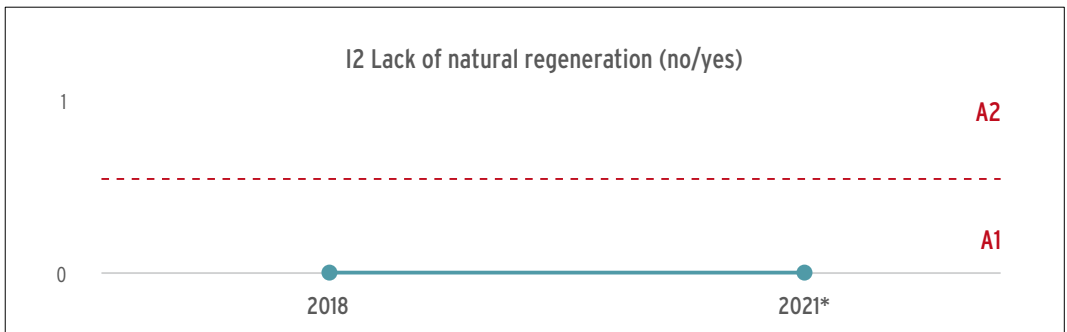 I2 Lack of natural regeneration (no/yes)
1
A2
A1
0
2018 2021*